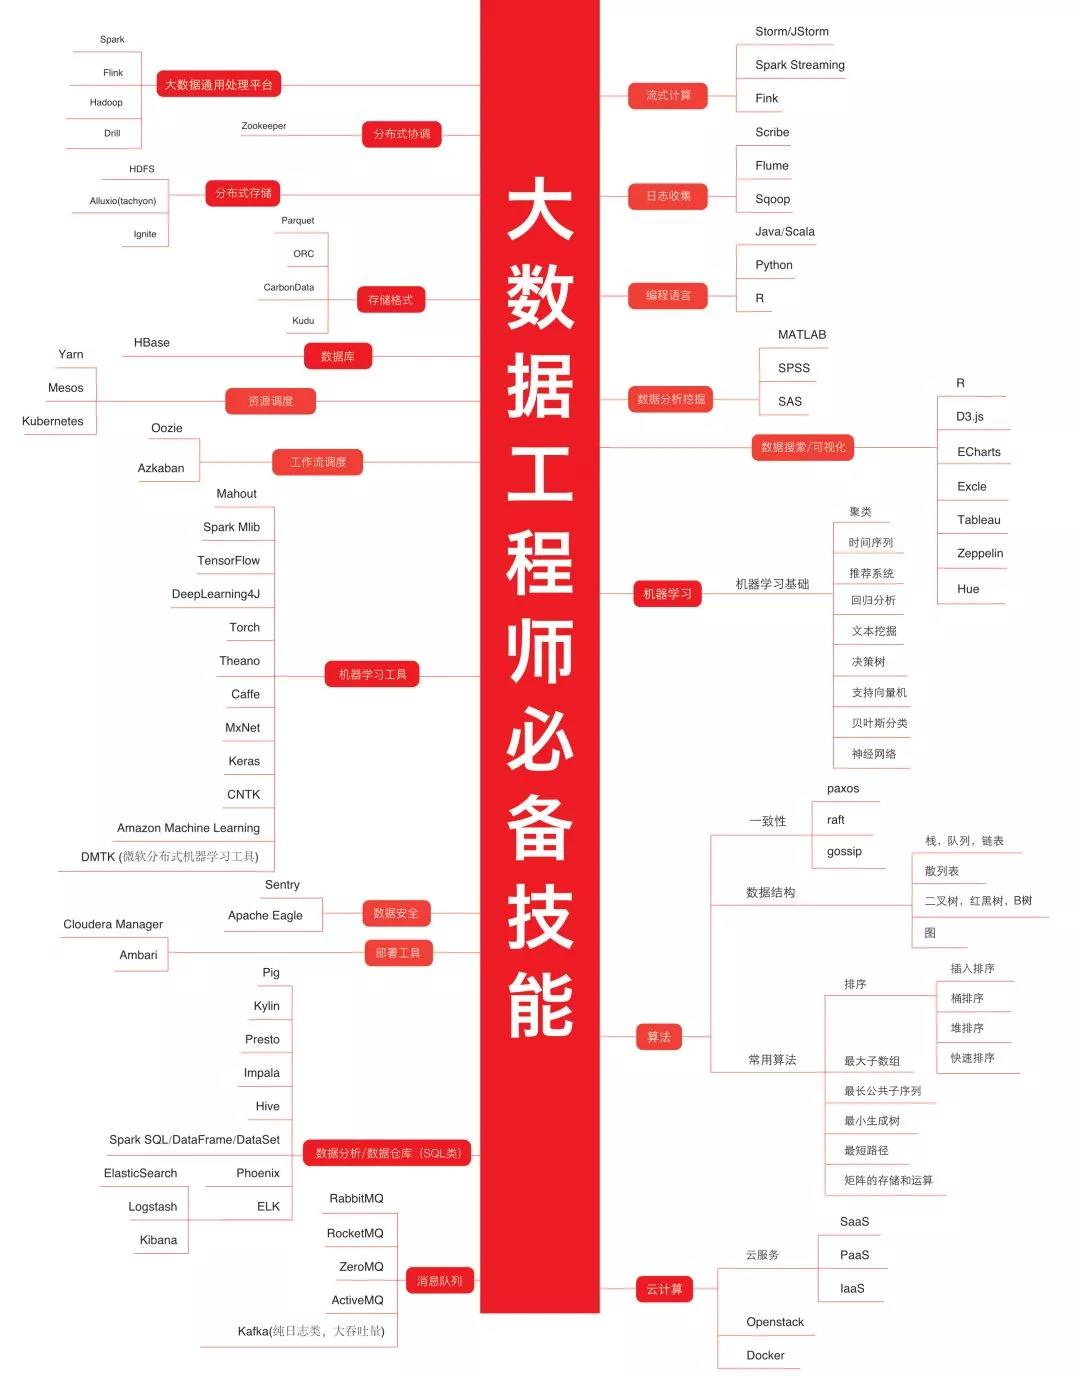 大数据工程师必备技能
Spark
Flink
Hadoop
Drill
大数据通用处理平台
Zookeeper
分布式协调
HDFS
Alluxio(tachyon)
Ignite
分布式存储
Parquet
ORC
CarbonData
Kudu
存储格式
HBase
数据库
Yarn
Mesos
Kubernetes
资源调度
Oozie
Azkaban
工作流调度
Mahout
Spark Mlib
TensorFlow
DeepLearning4J
Torch
Theano
Caffe
MxNet
Keras
CNTK
Amazon Machine Learning
DMTK (微软分布式机器学习工具)
机器学习工具
Sentry
Apache Eagle
数据安全
Cloudera Manager
Ambari
部署工具
Pig
Kylin
Presto
Impala
Hive
Spark SQL/DataFrame/DataSet
Phoenix
ELK
ElasticSearch
Logstash
Kibana
数据分析/数据仓库（SQL类）
RabbitMQ
RocketMQ
ZeroMQ
ActiveMQ
Kafka(纯日志类，大吞吐量)
消息队列
流式计算
Storm/JStorm
Spark Streaming
Fink
日志收集
Scribe
Flume
Sqoop
编程语言
Java/Scala
Python
R
数据分析挖掘
MATLAB
SPSS
SAS
数据搜索/可视化
R
D3.js
ECharts
Excle
Tableau
Zeppelin
Hue
机器学习
机器学习基础
聚类
时间序列
推荐系统
回归分析
文本挖掘
决策树
支持向量机
贝叶斯分类
神经网络
算法
一致性
paxos
raft
gossip
数据结构
栈，队列，链表
散列表
二叉树，红黑树，B树
图
常用算法
排序
插入排序
桶排序
堆排序
快速排序
最大子数组
最长公共子序列
最小生成树
最短路径
矩阵的存储和运算
云计算
云服务
SaaS
PaaS
IaaS
Openstack
Docker